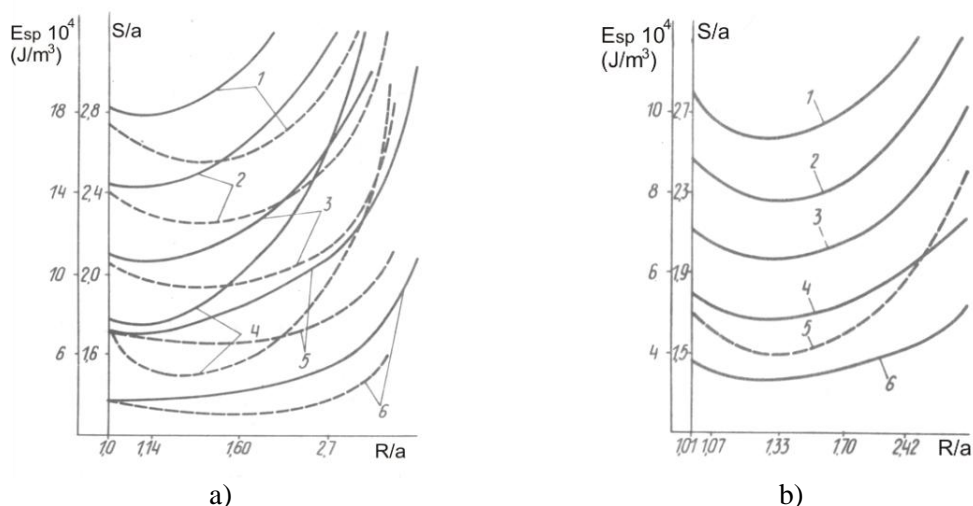 Esp 10⁴ S/a
(J/m³)
18 2,8
14 2,4
10 2,0
6 1,6
1
2
3
4
5
6
1,0 1,14 1,60 2,7 R/a
a)
Esp 10⁴ S/a
(J/m³)
10 2,7
8 2,3
6 1,9
4 1,5
1
2
3
4
5
6
1,01 1,07 1,33 1,70 2,42 R/a
b)